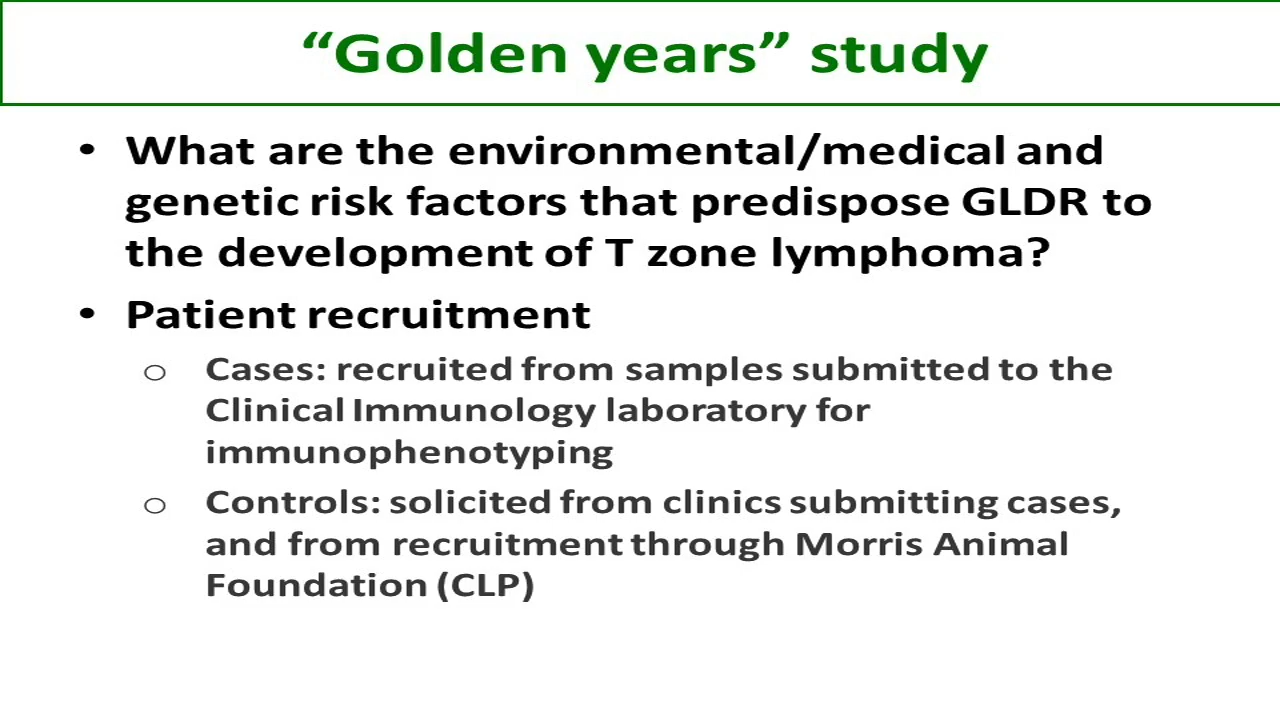 “Golden years” study
• What are the environmental/medical and
genetic risk factors that predispose GLDR to
the development of T zone lymphoma?
• Patient recruitment
o Cases: recruited from samples submitted to the
Clinical Immunology laboratory for
immunophenotyping
o Controls: solicited from clinics submitting cases,
and from recruitment through Morris Animal
Foundation (CLP)